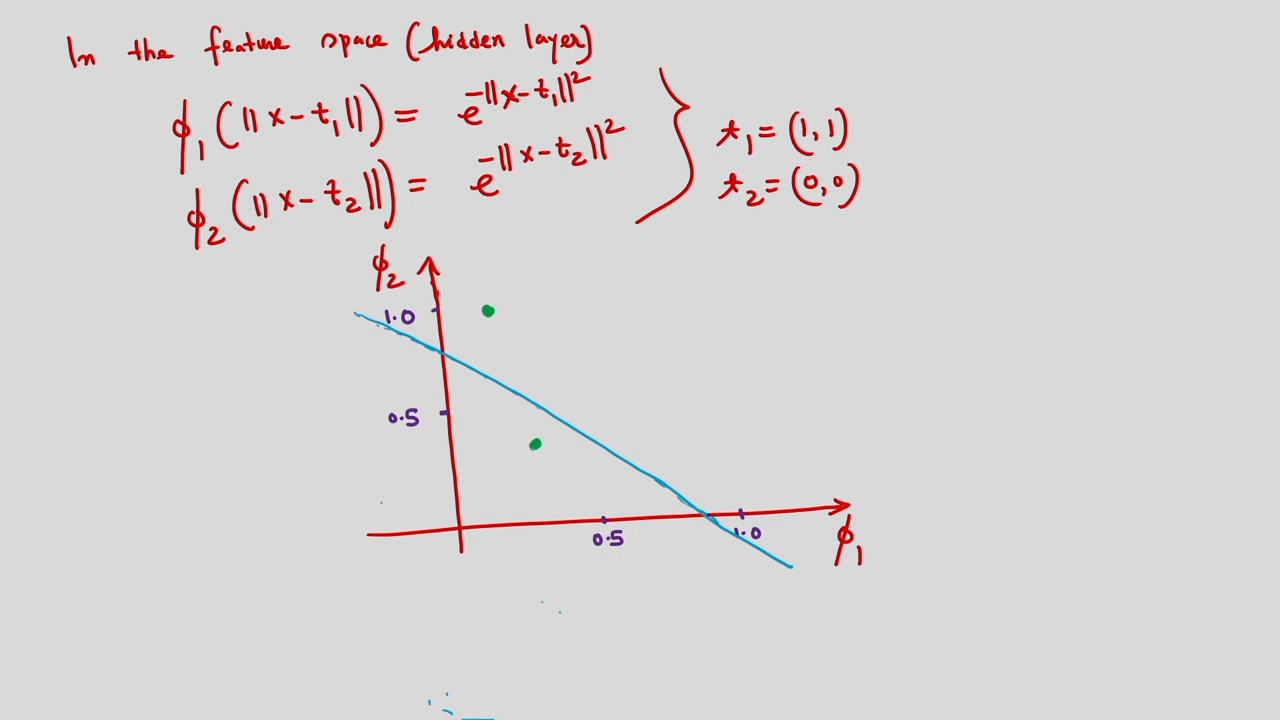 In the feature space (hidden layer)
ϕ₁(||x-t₁||) = e^{-||x-t₁||²}
ϕ₂(||x-t₂||) = e^{-||x-t₂||²}
t₁ = (1,1)
t₂ = (0,0)
ϕ₂
1.0
0.5
0.5
1.0
ϕ₁